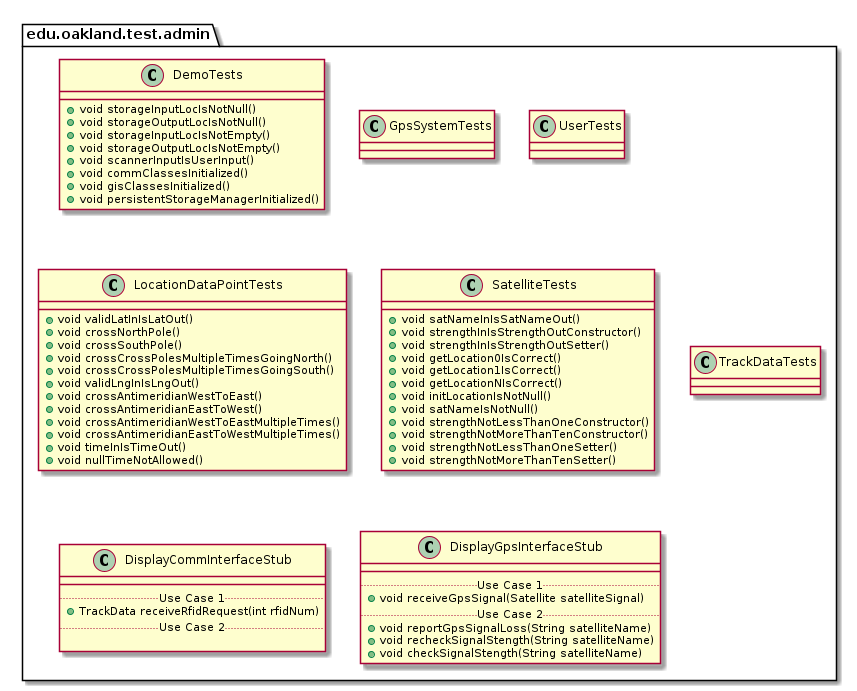 edu.oakland.test.admin
C DemoTests
void storageInputLocIsNotNull()
void storageOutputLocIsNotNull()
void storageInputLocIsNotEmpty()
void storageOutputLocIsNotEmpty()
void scannerInputIsUserInput()
void commClassesInitialized()
void gisClassesInitialized()
void persistentStorageManagerInitialized()
C GpsSystemTests
C UserTests
C LocationDataPointTests
void validLatInIsLatOut()
void crossNorthPole()
void crossSouthPole()
void crossCrossPolesMultipleTimesGoingNorth()
void crossCrossPolesMultipleTimesGoingSouth()
void validLngInIsLngOut()
void crossAntimeridianWestToEast()
void crossAntimeridianEastToWest()
void crossAntimeridianWestToEastMultipleTimes()
void crossAntimeridianEastToWestMultipleTimes()
void timeInIsTimeOut()
void nullTimeNotAllowed()
C SatelliteTests
void satNameInIsSatNameOut()
void strengthInIsStrengthOutConstructor()
void strengthInIsStrengthOutSetter()
void getLocation0IsCorrect()
void getLocation1IsCorrect()
void getLocationNIsCorrect()
void initLocationIsNotNull()
void satNameIsNotNull()
void strengthNotLessThanOneConstructor()
void strengthNotMoreThanTenConstructor()
void strengthNotLessThanOneSetter()
void strengthNotMoreThanTenSetter()
C TrackDataTests
C DisplayCommInterfaceStub
Use Case 1
TrackData receiveRfidRequest(int rfidNum)
Use Case 2
C DisplayGpsInterfaceStub
Use Case 1
void receiveGpsSignal(Satellite satelliteSignal)
Use Case 2
void reportGpsSignalLoss(String satelliteName)
void recheckSignalStength(String satelliteName)
void checkSignalStength(String satelliteName)